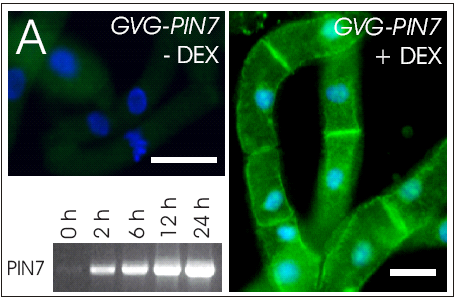 A
GVG-PIN7
- DEX
GVG-PIN7
+ DEX
0 h
2 h
6 h
12 h
24 h
PIN7